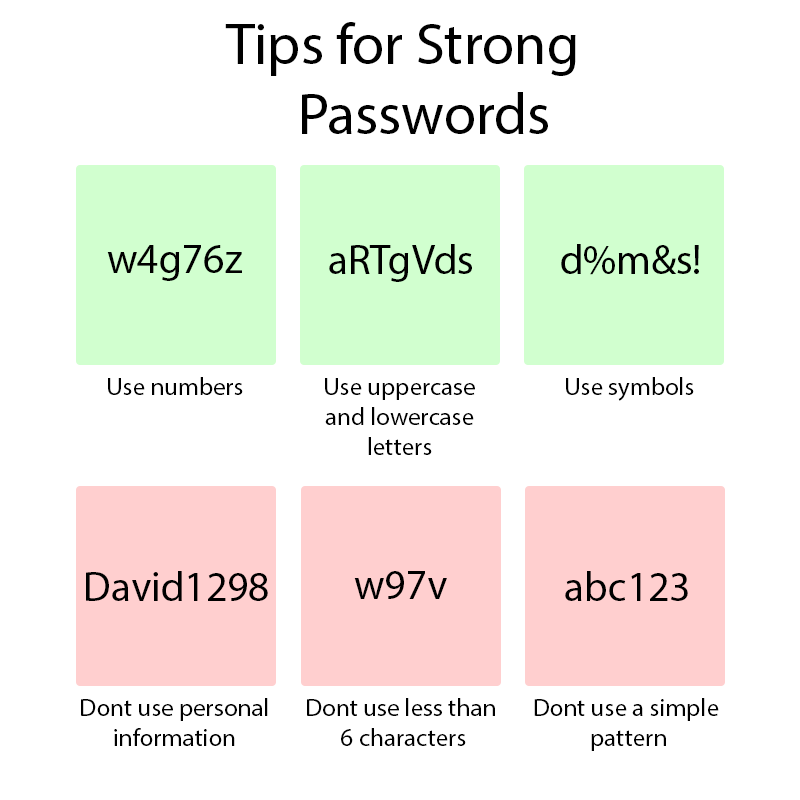 Tips for Strong
Passwords
w4g76z
aRTgVds
d%m&s!
Use numbers
Use uppercase
and lowercase
letters
Use symbols
David1298
w97v
abc123
Dont use personal
information
Dont use less than
6 characters
Dont use a simple
pattern